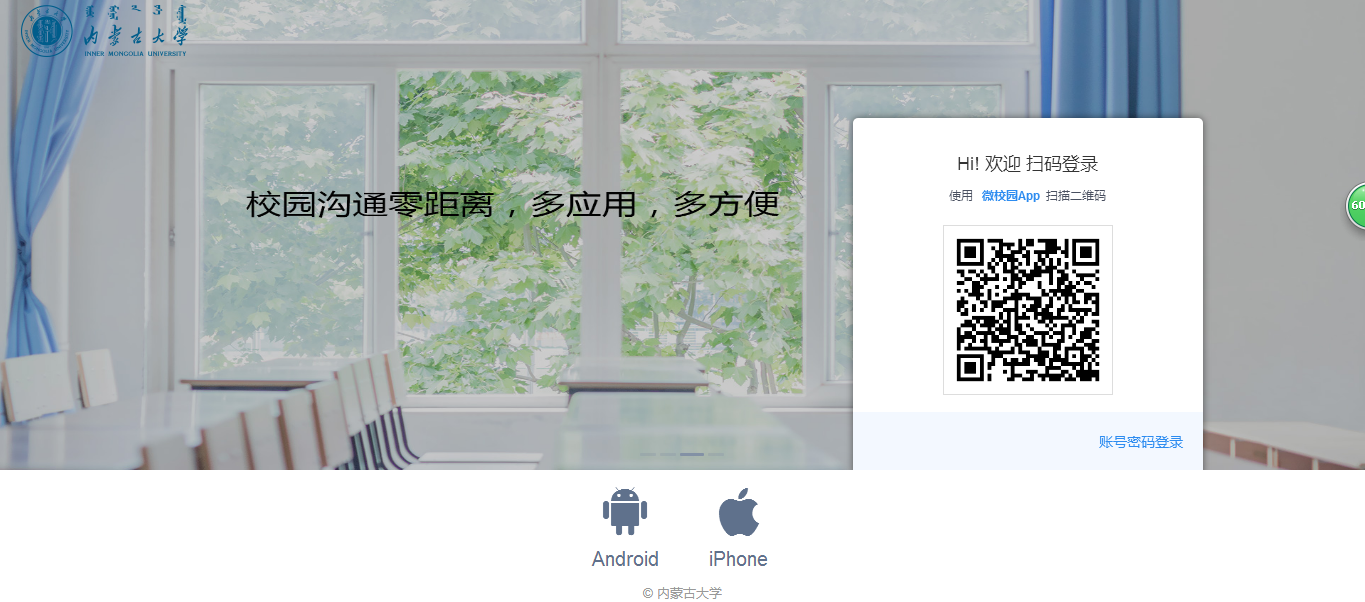 内蒙古大学
INNER MONGOLIA UNIVERSITY
校园沟通零距离，多应用，多方便
Hi! 欢迎 扫码登录
使用 微校园App 扫描二维码
账号密码登录
60
Android
iPhone
© 内蒙古大学